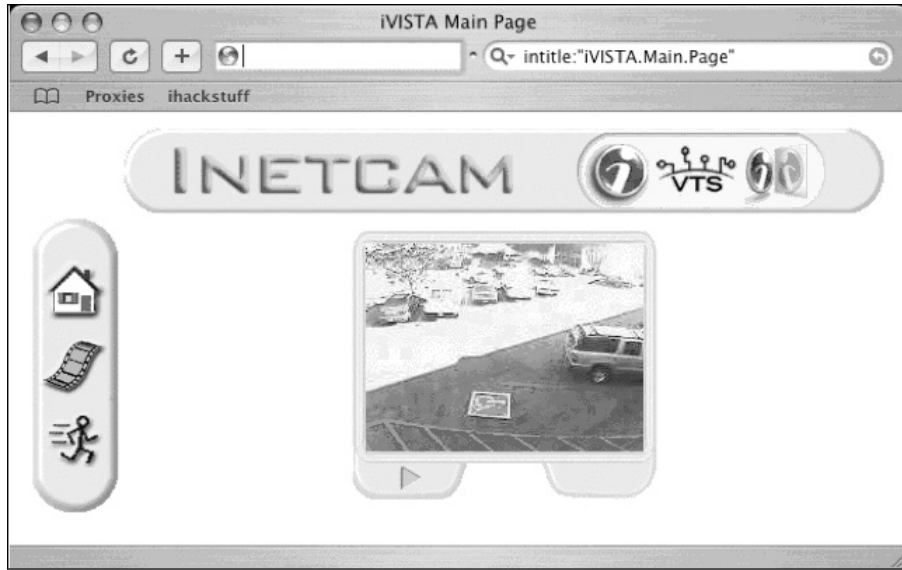 iVISTA Main Page
intitle:"iVISTA.Main.Page"
Proxies ihackstuff
INETCAM
VTS